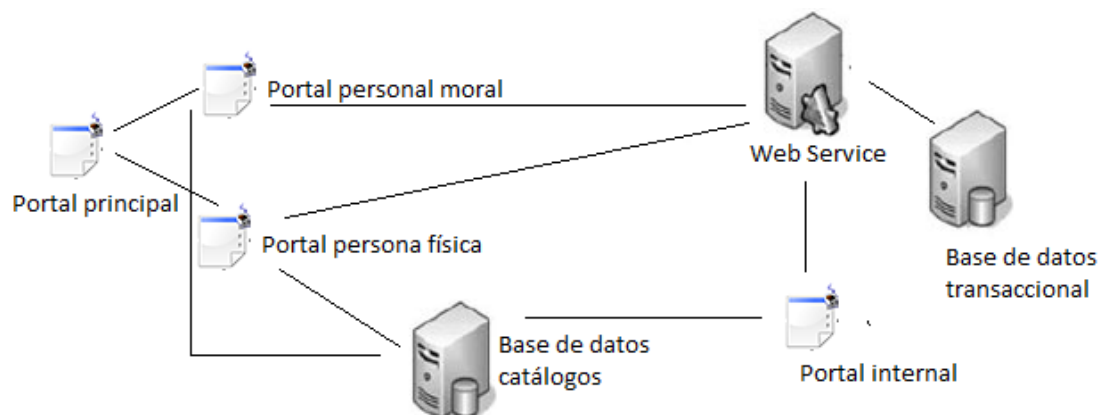 Portal personal moral
Web Service
Portal principal
Portal persona física
Base de datos
transaccional
Base de datos
catálogos
Portal internal